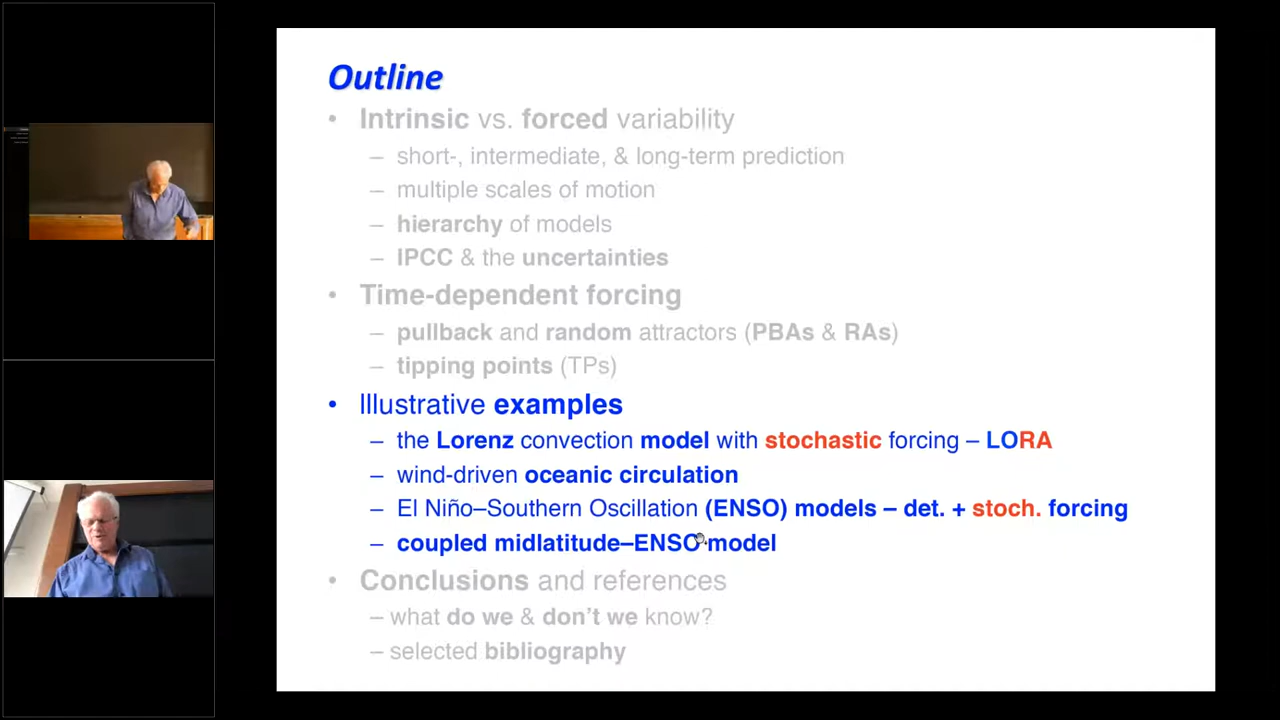 Outline
• Intrinsic vs. forced variability
– short-, intermediate, & long-term prediction
– multiple scales of motion
– hierarchy of models
– IPCC & the uncertainties
• Time-dependent forcing
– pullback and random attractors (PBAs & RAs)
– tipping points (TPs)
• Illustrative examples
– the Lorenz convection model with stochastic forcing – LORA
– wind-driven oceanic circulation
– El Niño–Southern Oscillation (ENSO) models – det. + stoch. forcing
– coupled midlatitude–ENSO model
• Conclusions and references
– what do we & don't we know?
– selected bibliography